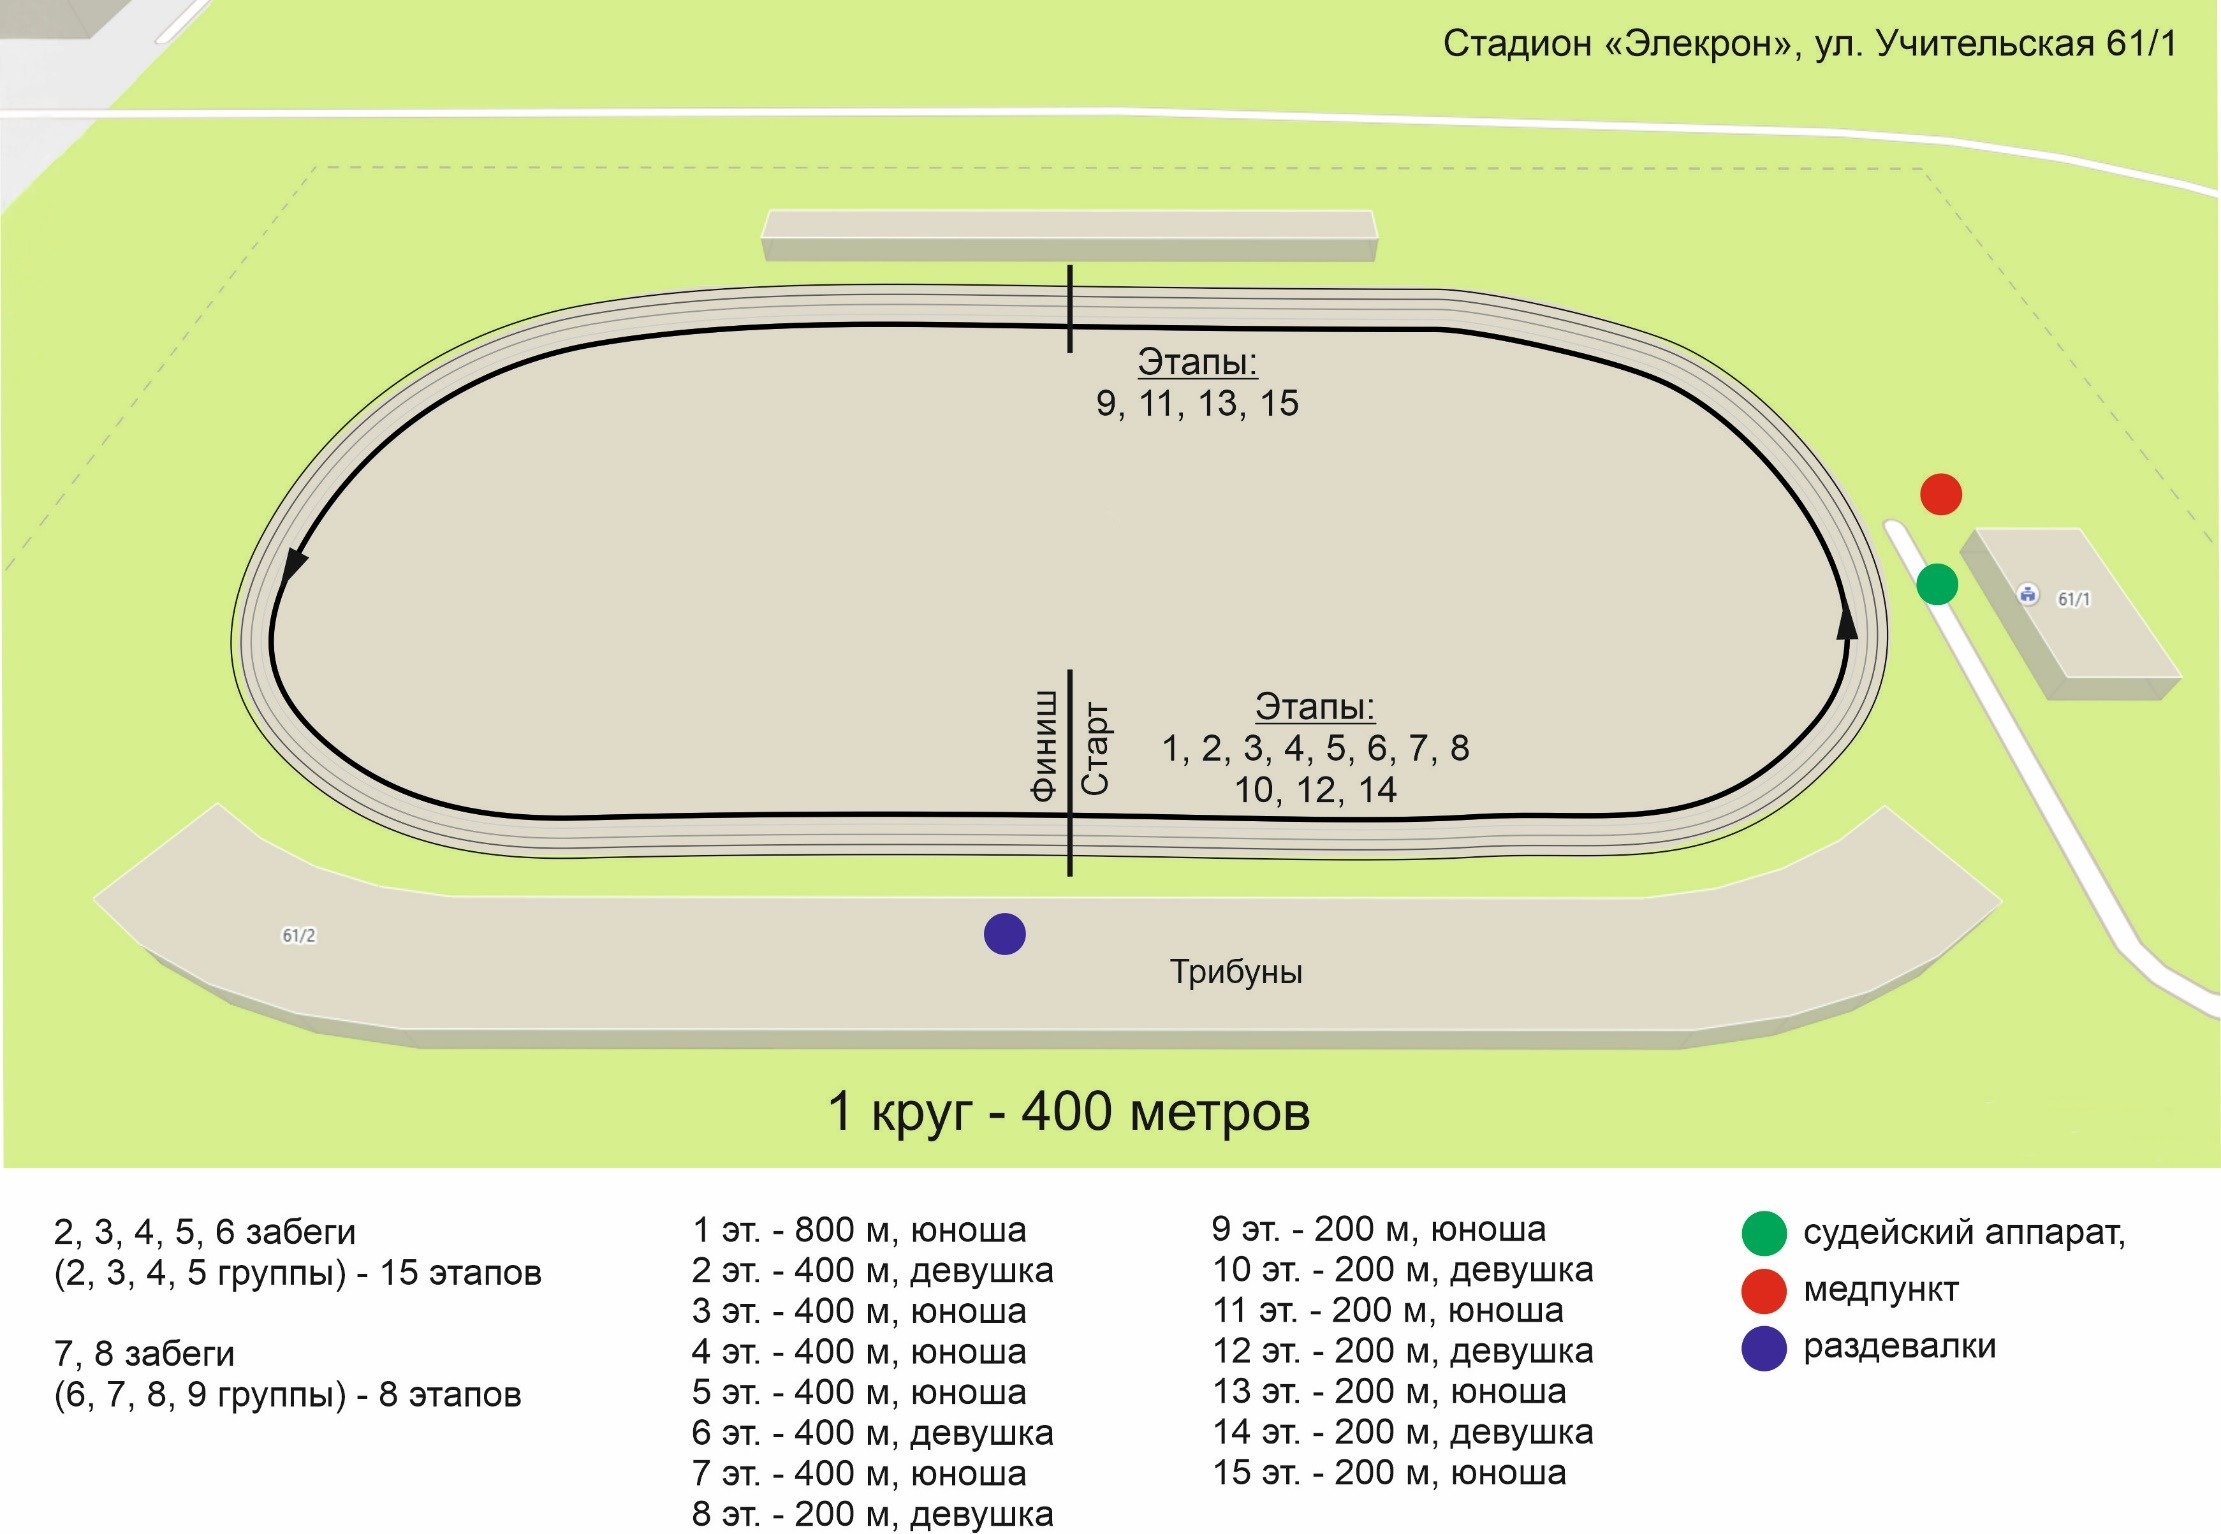 Стадион «Элекрон», ул. Учительская 61/1
Этапы:
9, 11, 13, 15
61/1
Финиш
Старт
Этапы:
1, 2, 3, 4, 5, 6, 7, 8
10, 12, 14
61/2
Трибуны
1 круг - 400 метров
2, 3, 4, 5, 6 забеги
(2, 3, 4, 5 группы) - 15 этапов
7, 8 забеги
(6, 7, 8, 9 группы) - 8 этапов
1 эт. - 800 м, юноша
2 эт. - 400 м, девушка
3 эт. - 400 м, юноша
4 эт. - 400 м, юноша
5 эт. - 400 м, юноша
6 эт. - 400 м, девушка
7 эт. - 400 м, юноша
8 эт. - 200 м, девушка
9 эт. - 200 м, юноша
10 эт. - 200 м, девушка
11 эт. - 200 м, юноша
12 эт. - 200 м, девушка
13 эт. - 200 м, юноша
14 эт. - 200 м, девушка
15 эт. - 200 м, юноша
судейский аппарат,
медпункт
раздевалки